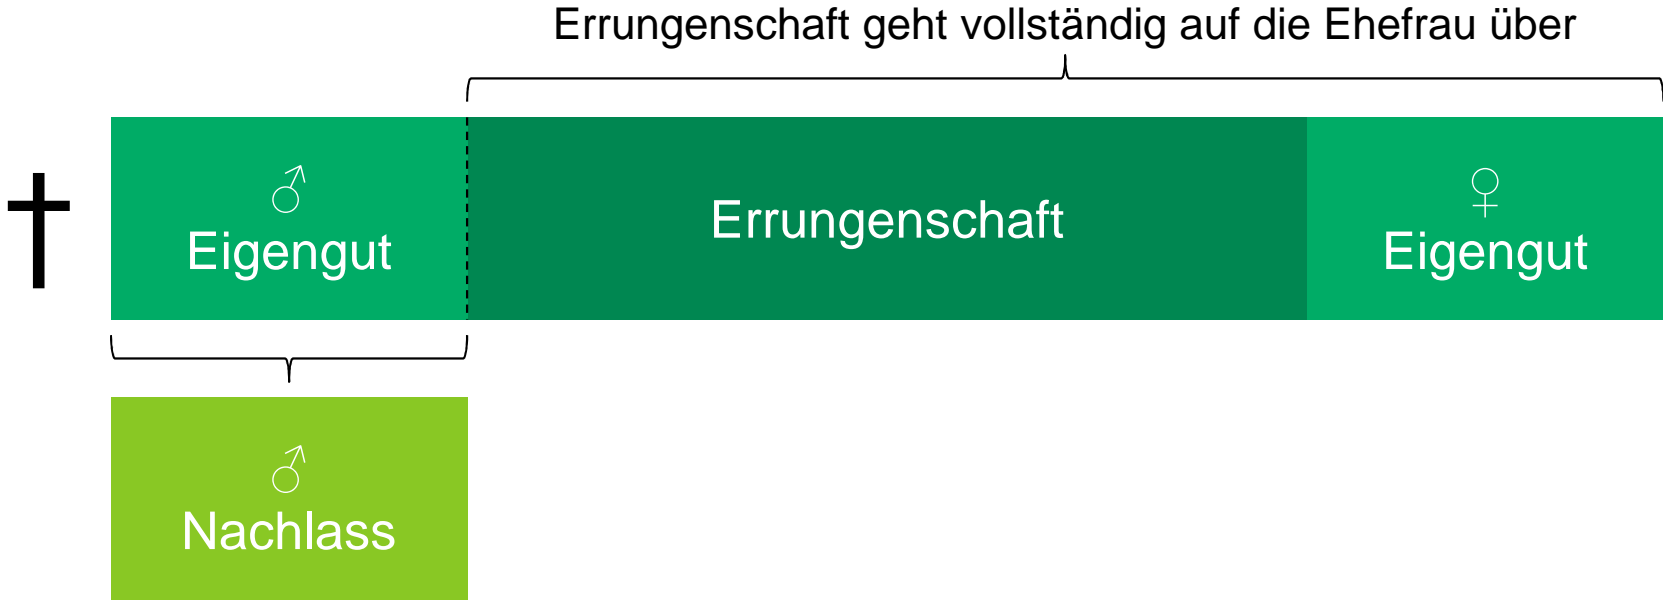 Errungenschaft geht vollständig auf die Ehefrau über
♂
Eigengut
Errungenschaft
♀
Eigengut
♂
Nachlass